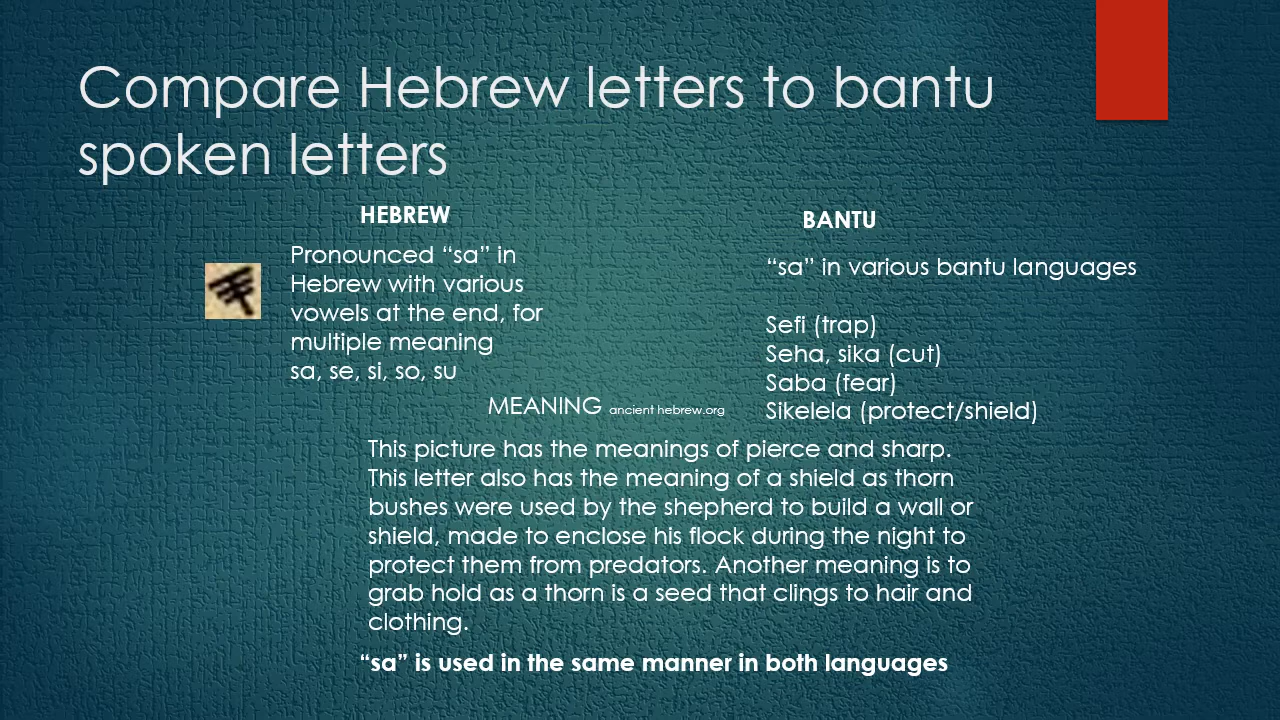 Compare Hebrew letters to bantu
spoken letters
HEBREW
Pronounced “sa” in
Hebrew with various
vowels at the end, for
multiple meaning
sa, se, si, so, su
BANTU
“sa” in various bantu languages
Sefi (trap)
Seha, sika (cut)
Saba (fear)
Sikelela (protect/shield)
MEANING ancient hebrew.org
This picture has the meanings of pierce and sharp.
This letter also has the meaning of a shield as thorn
bushes were used by the shepherd to build a wall or
shield, made to enclose his flock during the night to
protect them from predators. Another meaning is to
grab hold as a thorn is a seed that clings to hair and
clothing.
“sa” is used in the same manner in both languages